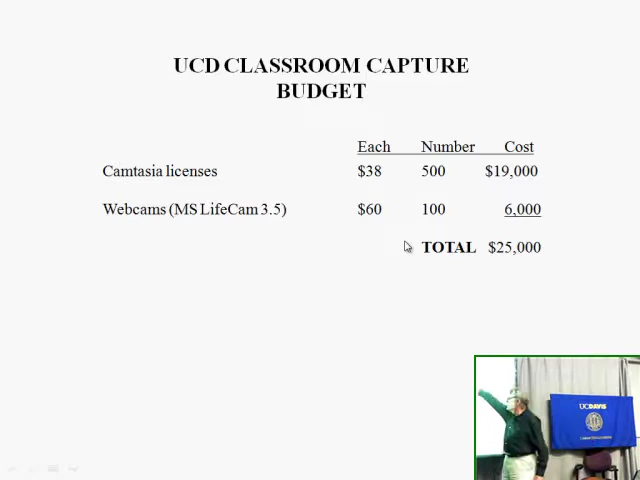 UCD CLASSROOM CAPTURE
BUDGET
Each Number Cost
Camtasia licenses $38 500 $19,000
Webcams (MS LifeCam 3.5) $60 100 6,000
TOTAL $25,000
UCDAVIS